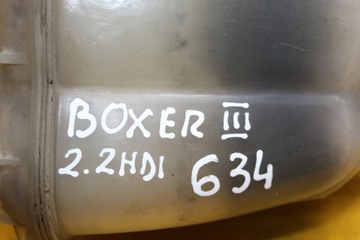 BOXER III
2.2HDI 634